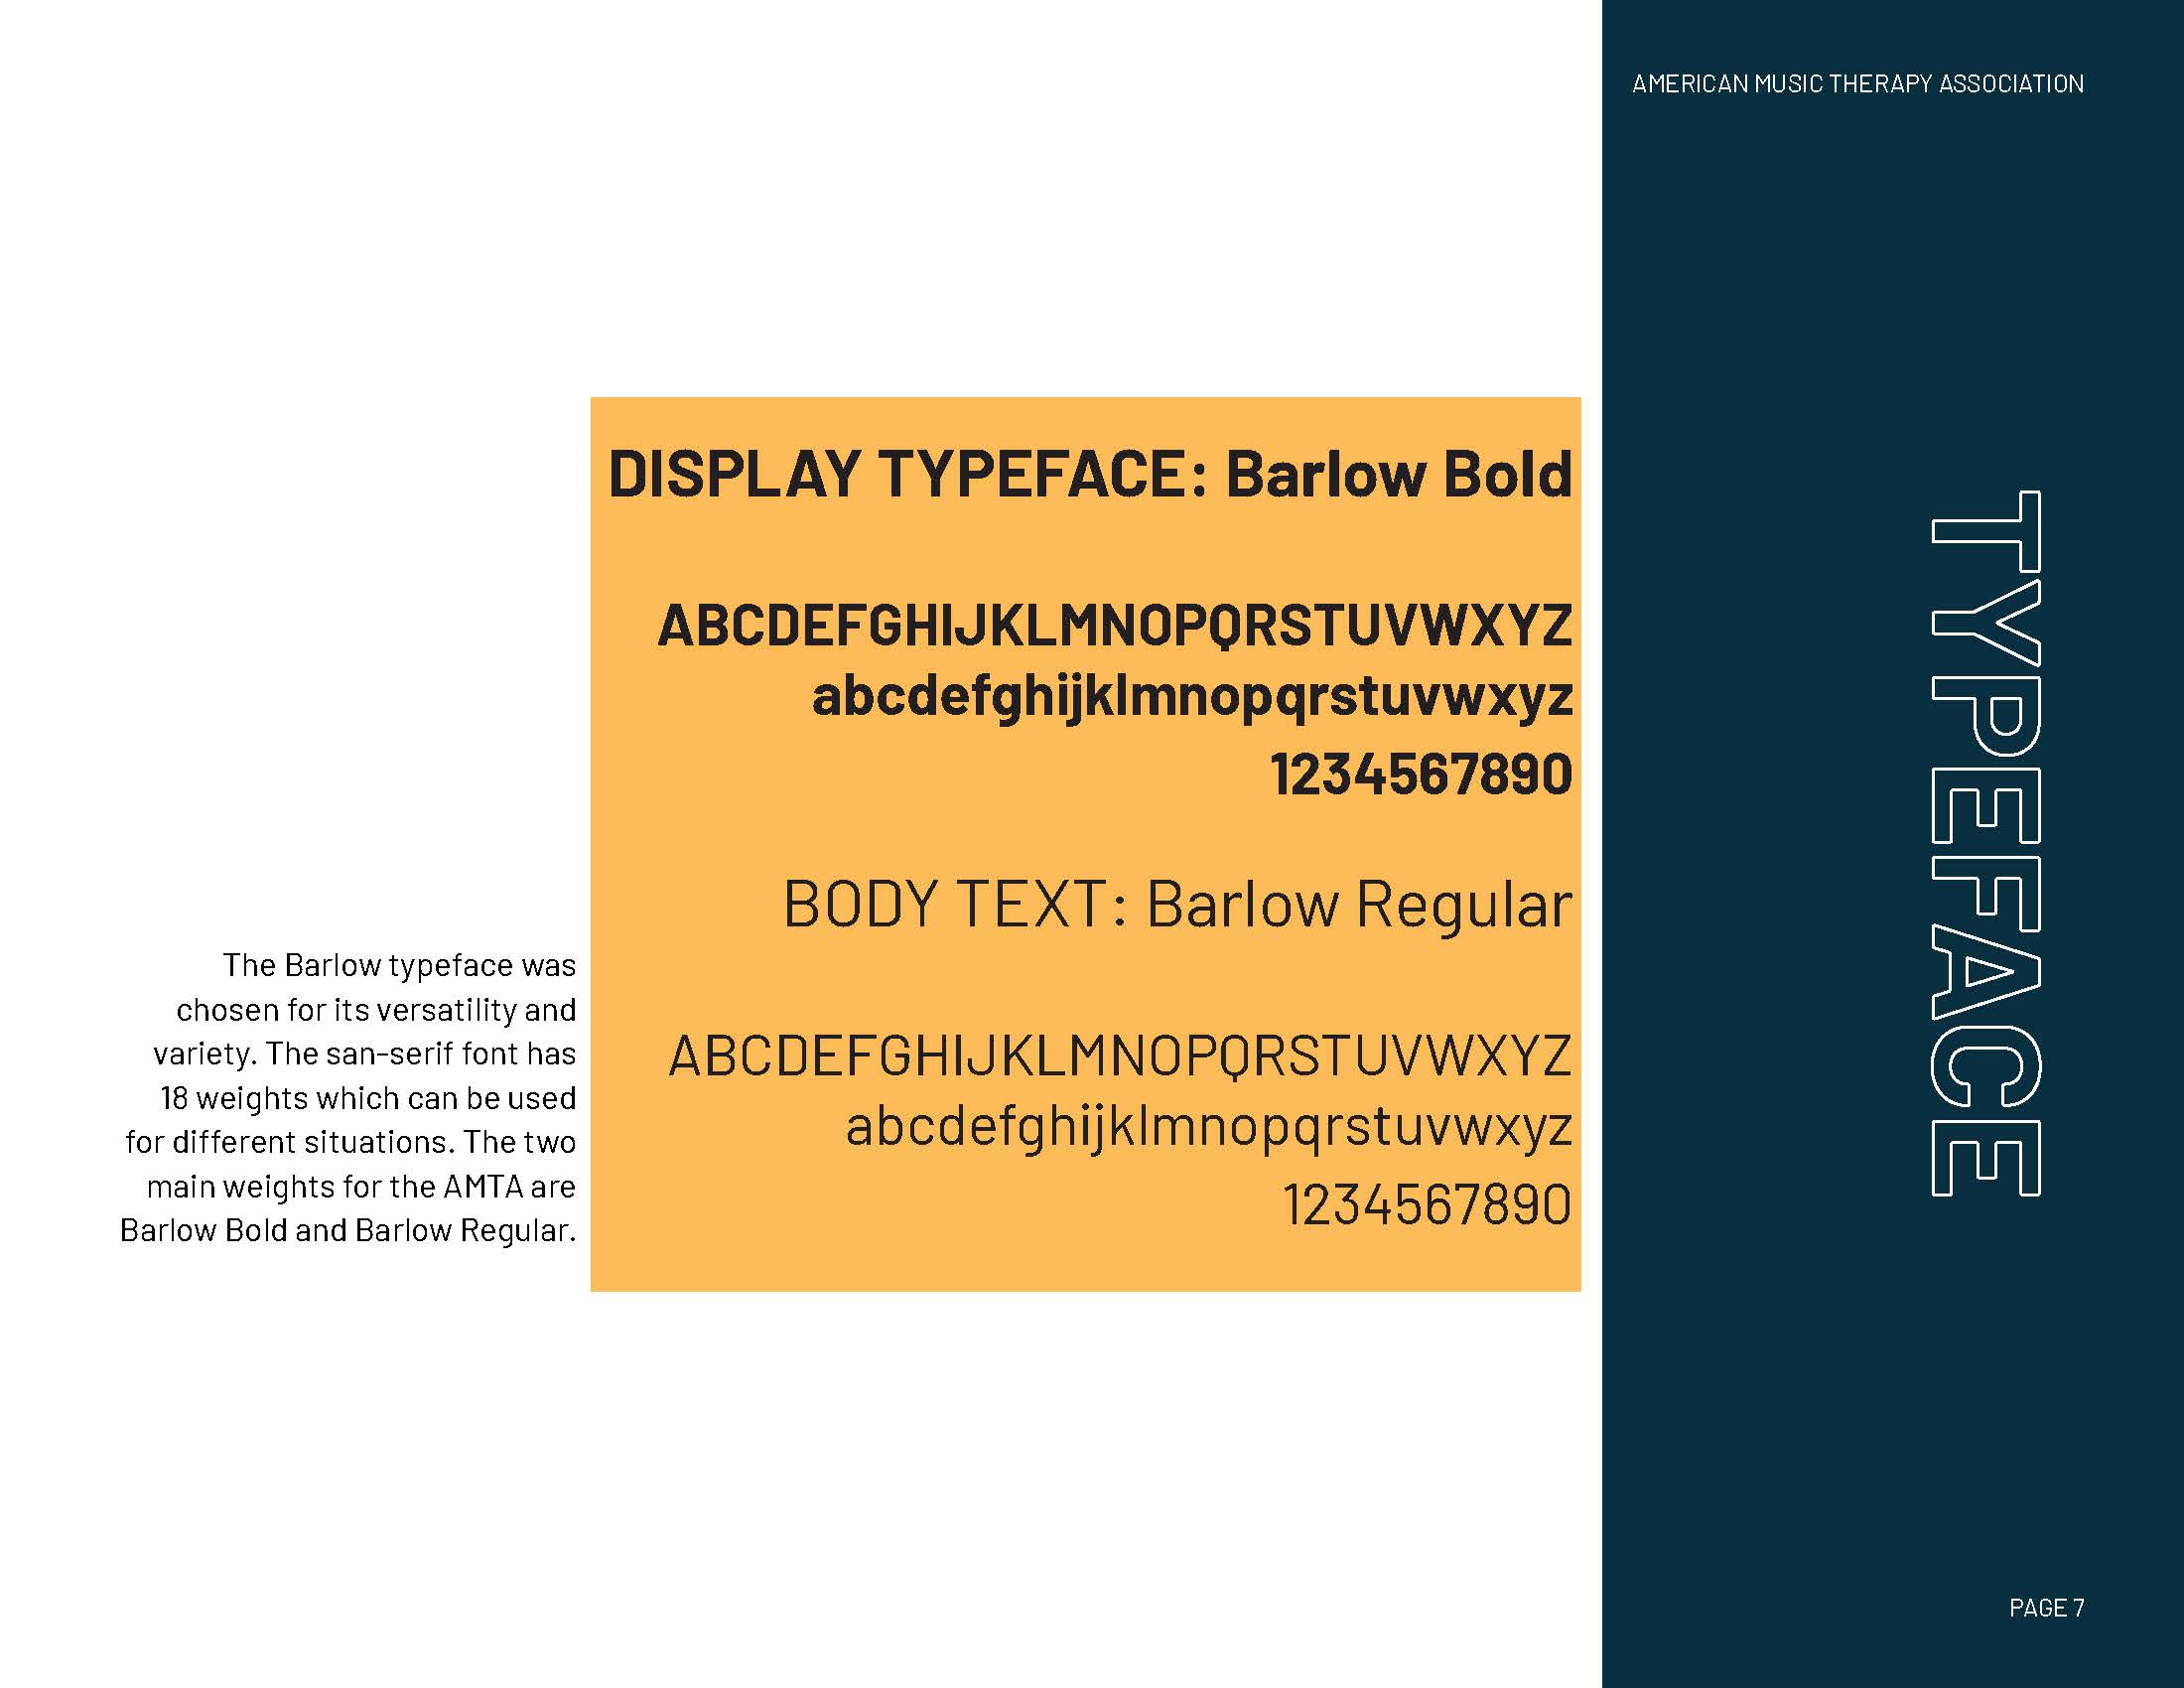 AMERICAN MUSIC THERAPY ASSOCIATION
TYPEFACE
DISPLAY TYPEFACE: Barlow Bold
ABCDEFGHIJKLMNOPQRSTUVWXYZ
abcdefghijklmnopqrstuvwxyz
1234567890
BODY TEXT: Barlow Regular
ABCDEFGHIJKLMNOPQRSTUVWXYZ
abcdefghijklmnopqrstuvwxyz
1234567890
The Barlow typeface was
chosen for its versatility and
variety. The san-serif font has
18 weights which can be used
for different situations. The two
main weights for the AMTA are
Barlow Bold and Barlow Regular.
PAGE 7